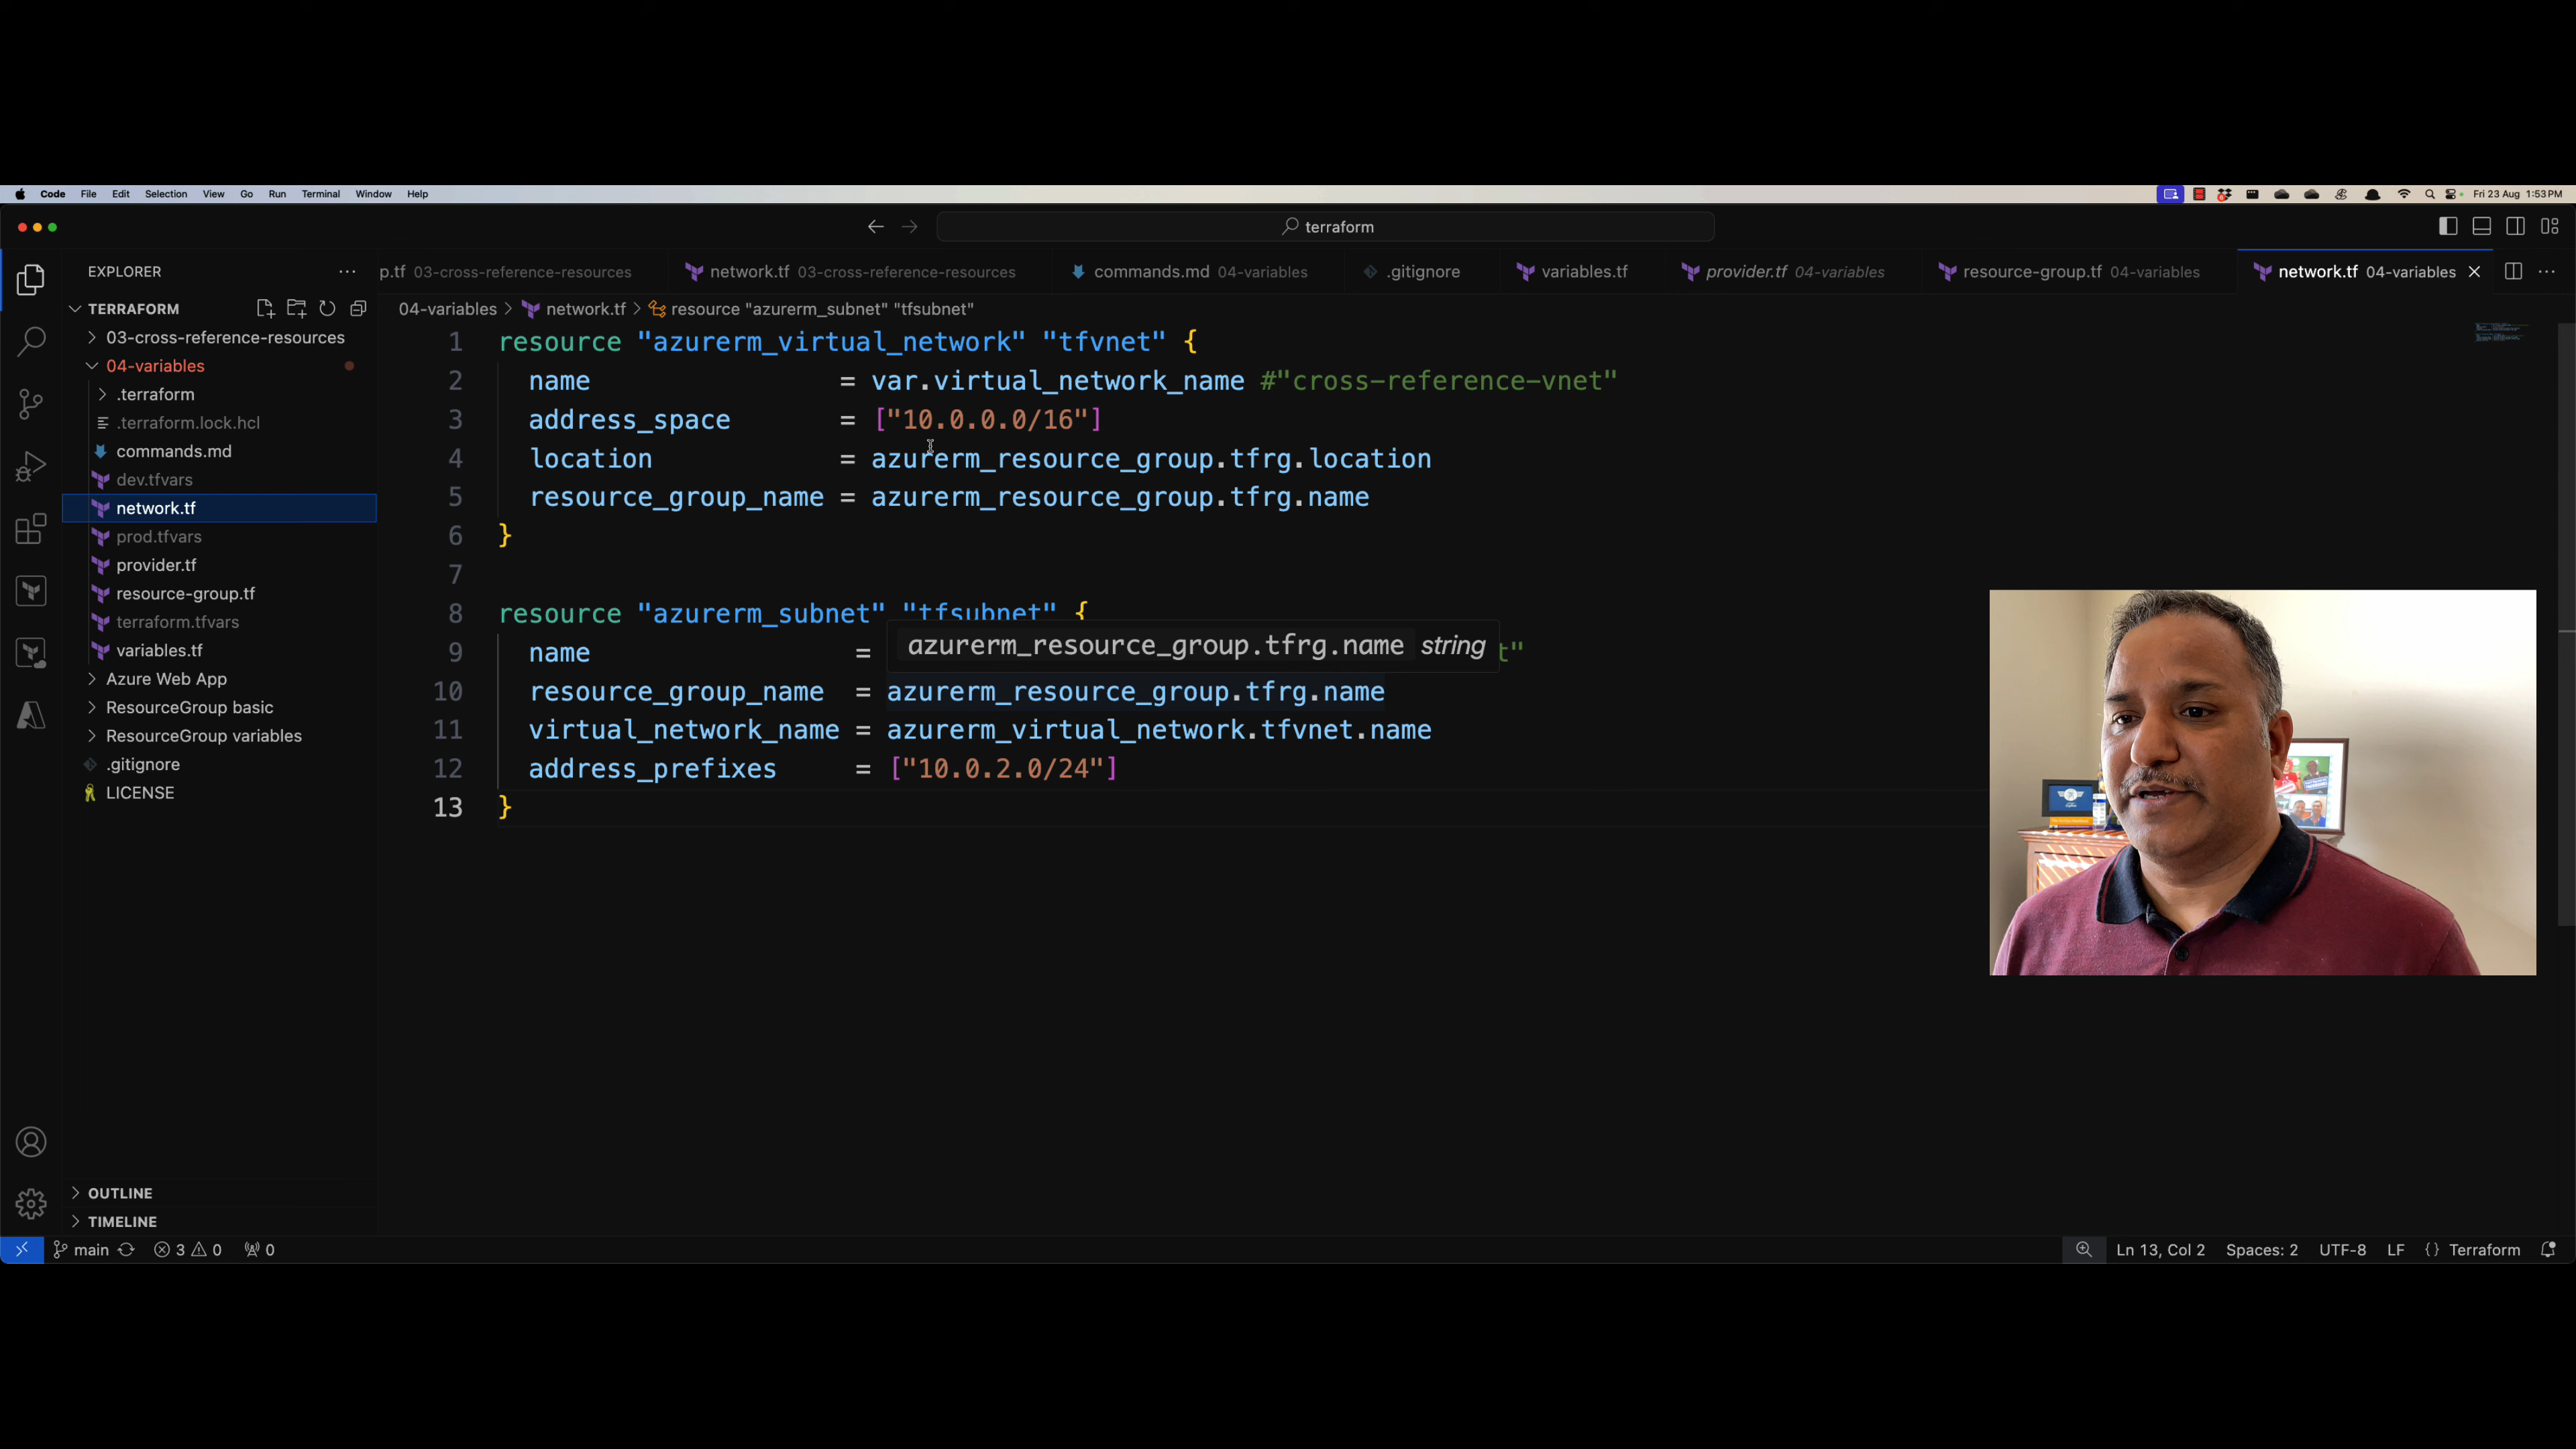 Code File Edit Selection View Go Run Terminal Window Help Fri 23 Aug 1:53 PM
terraform
EXPLORER
p.tf 03-cross-reference-resources network.tf 03-cross-reference-resources commands.md 04-variables .gitignore variables.tf provider.tf 04-variables resource-group.tf 04-variables network.tf 04-variables
TERRAFORM
04-variables > network.tf > resource "azurerm_subnet" "tfsubnet"
03-cross-reference-resources
04-variables
.terraform
.terraform.lock.hcl
commands.md
dev.tfvars
network.tf
prod.tfvars
provider.tf
resource-group.tf
terraform.tfvars
variables.tf
Azure Web App
ResourceGroup basic
ResourceGroup variables
.gitignore
LICENSE
OUTLINE
TIMELINE
1 resource "azurerm_virtual_network" "tfvnet" {
2 name = var.virtual_network_name #"cross-reference-vnet"
3 address_space = ["10.0.0.0/16"]
4 location = azurerm_resource_group.tfrg.location
5 resource_group_name = azurerm_resource_group.tfrg.name
6 }
7
8 resource "azurerm_subnet" "tfsubnet" {
azurerm_resource_group.tfrg.name string
9 name = t"
10 resource_group_name = azurerm_resource_group.tfrg.name
11 virtual_network_name = azurerm_virtual_network.tfvnet.name
12 address_prefixes = ["10.0.2.0/24"]
13 }
main 3 0 0 Ln 13, Col 2 Spaces: 2 UTF-8 LF {} Terraform